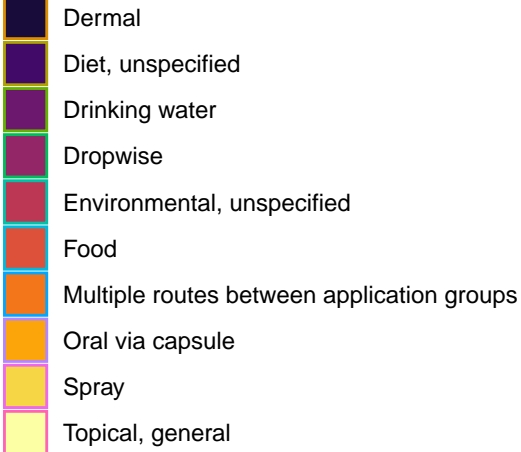 Dermal
Diet, unspecified
Drinking water
Dropwise
Environmental, unspecified
Food
Multiple routes between application groups
Oral via capsule
Spray
Topical, general